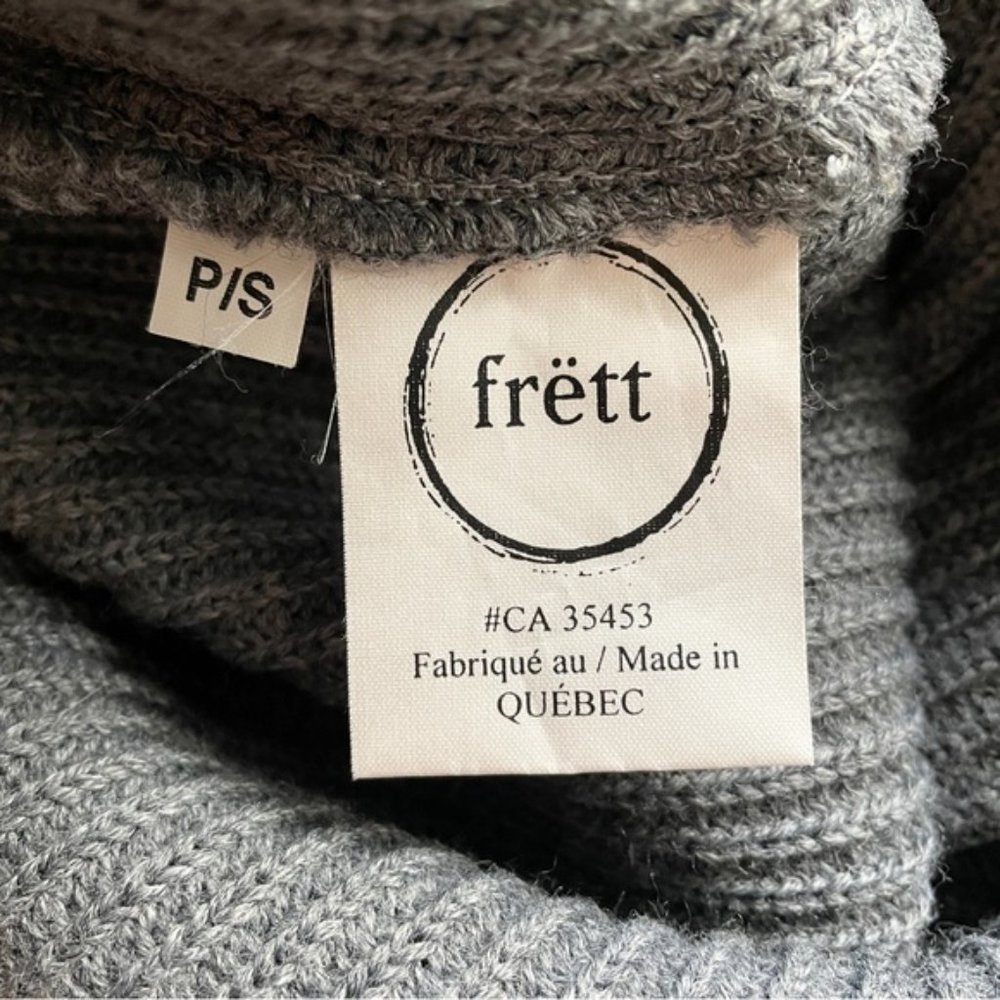 P/S
frëtt
#CA 35453
Fabriqué au / Made in
QUÉBEC